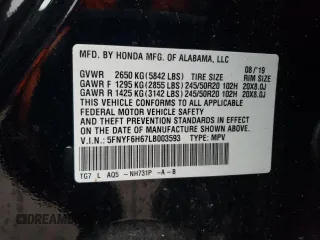 MFD. BY HONDA MFG. OF ALABAMA, LLC
08/'19
GVWR 2650 KG(5842 LBS) TIRE SIZE RIM SIZE
GAWR F 1295 KG(2855 LBS) 245/50R20 102H 20X8.0J
GAWR R 1425 KG(3142 LBS) 245/50R20 102H 20X8.0J
THIS VEHICLE CONFORMS TO ALL APPLICABLE
FEDERAL MOTOR VEHICLE SAFETY STANDARDS
IN EFFECT ON THE DATE OF MANUFACTURE SHOWN ABOVE.
V.I.N.: 5FNYF6H67LB003593 TYPE: MPV
TG7 L AQ5 -NH731P -A-B